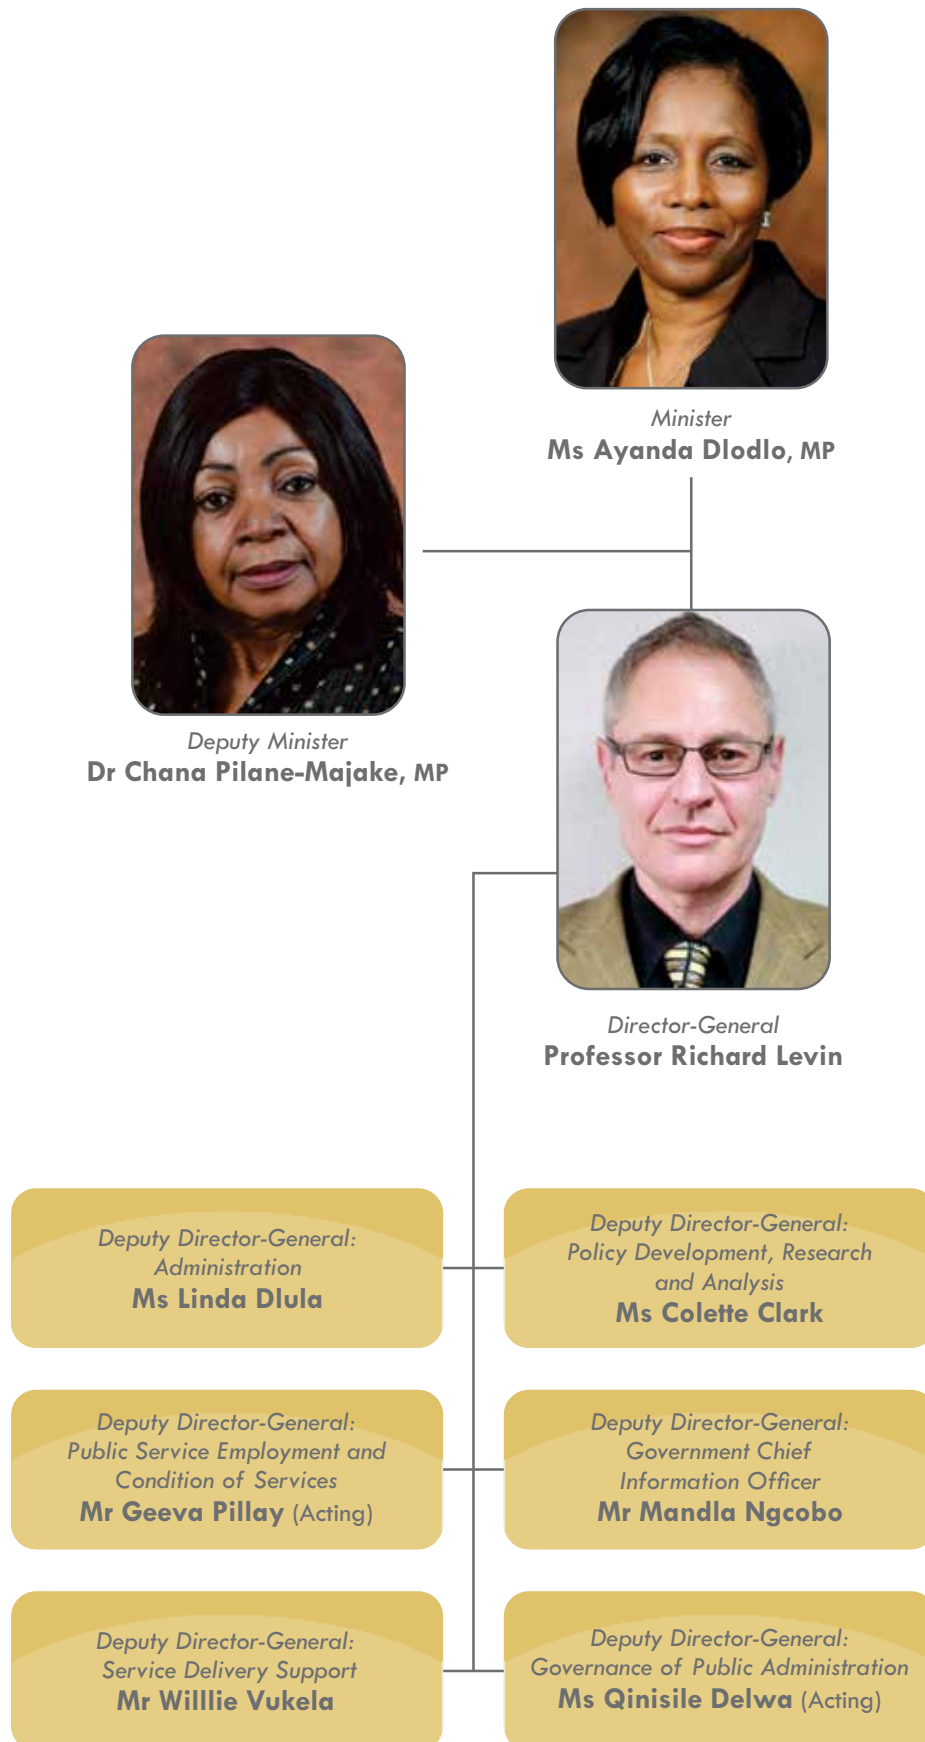 Minister
Ms Ayanda Dlodlo, MP
Deputy Minister
Dr Chana Pilane-Majake, MP
Director-General
Professor Richard Levin
Deputy Director-General:
Administration
Ms Linda Dlula
Deputy Director-General:
Policy Development, Research
and Analysis
Ms Colette Clark
Deputy Director-General:
Public Service Employment and
Condition of Services
Mr Geeva Pillay (Acting)
Deputy Director-General:
Government Chief
Information Officer
Mr Mandla Ngcobo
Deputy Director-General:
Service Delivery Support
Mr Willlie Vukela
Deputy Director-General:
Governance of Public Administration
Ms Qinisile Delwa (Acting)